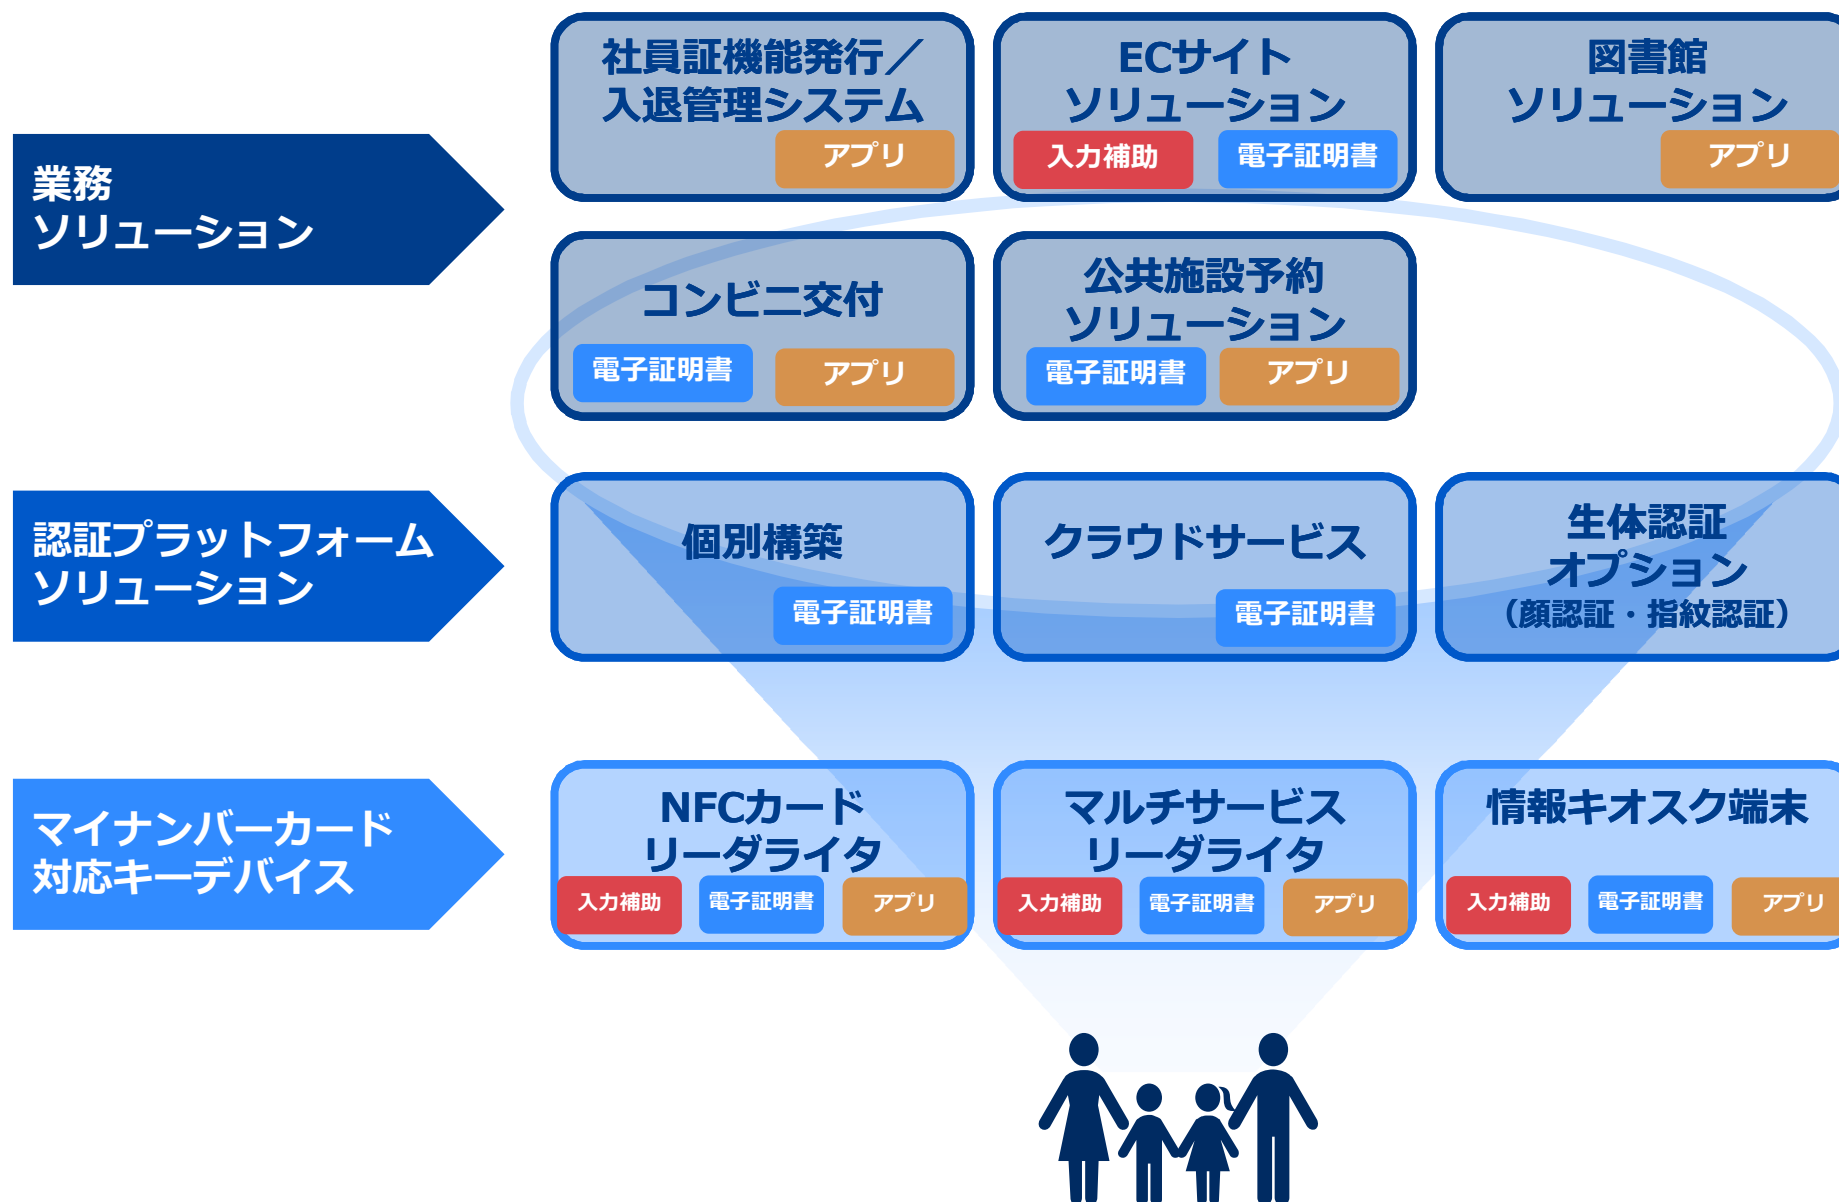 業務
ソリューション
社員証機能発行／
入退管理システム
アプリ
ECサイト
ソリューション
入力補助
電子証明書
図書館
ソリューション
アプリ
コンビニ交付
電子証明書
アプリ
公共施設予約
ソリューション
電子証明書
アプリ
認証プラットフォーム
ソリューション
個別構築
電子証明書
クラウドサービス
電子証明書
生体認証
オプション
（顔認証・指紋認証）
マイナンバーカード
対応キーデバイス
NFCカード
リーダライタ
入力補助
電子証明書
アプリ
マルチサービス
リーダライタ
入力補助
電子証明書
アプリ
情報キオスク端末
入力補助
電子証明書
アプリ